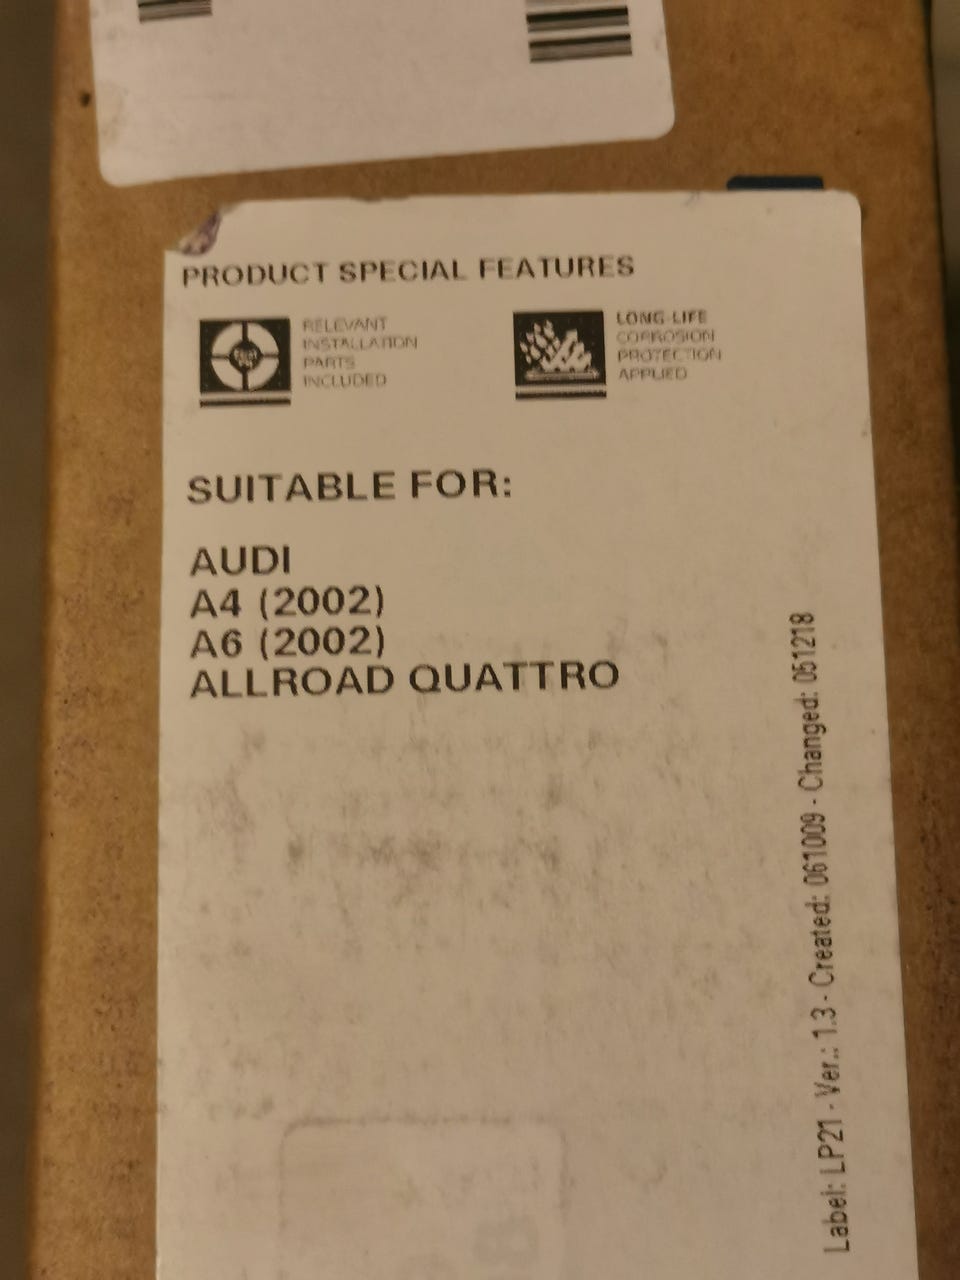 PRODUCT SPECIAL FEATURES
RELEVANT
INSTALLATION
PARTS
INCLUDED
LONG-LIFE
CORROSION
PROTECTION
APPLIED
SUITABLE FOR:
AUDI
A4 (2002)
A6 (2002)
ALLROAD QUATTRO
Label: LP21 - Ver.: 1.3 - Created: 061009 - Changed: 051218